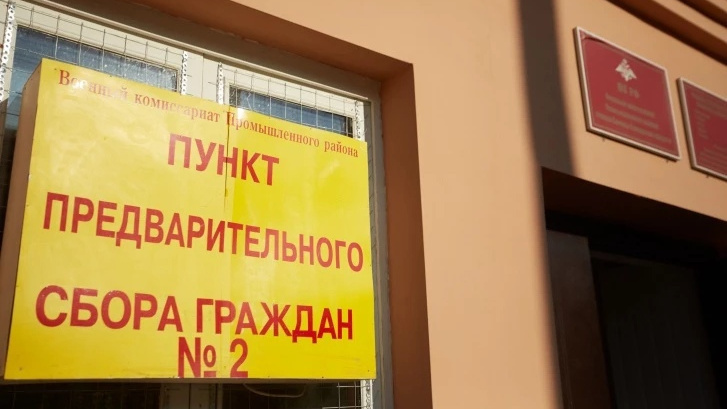 Военный комиссариат Промышленного района
ПУНКТ
ПРЕДВАРИТЕЛЬНОГО
СБОРА ГРАЖДАН
№ 2